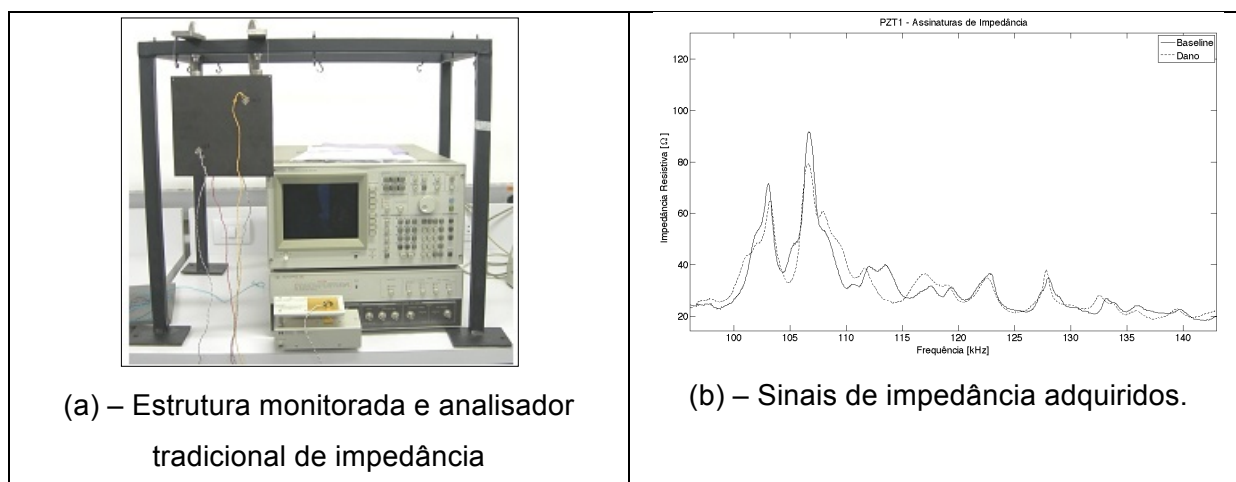 (a) – Estrutura monitorada e analisador
tradicional de impedância
PZT1 - Assinaturas de Impedância
Baseline
Dano
Impedância Resistiva [Ω]
120
100
80
60
40
20
100 105 110 115 120 125 130 135 140
Frequência [kHz]
(b) – Sinais de impedância adquiridos.